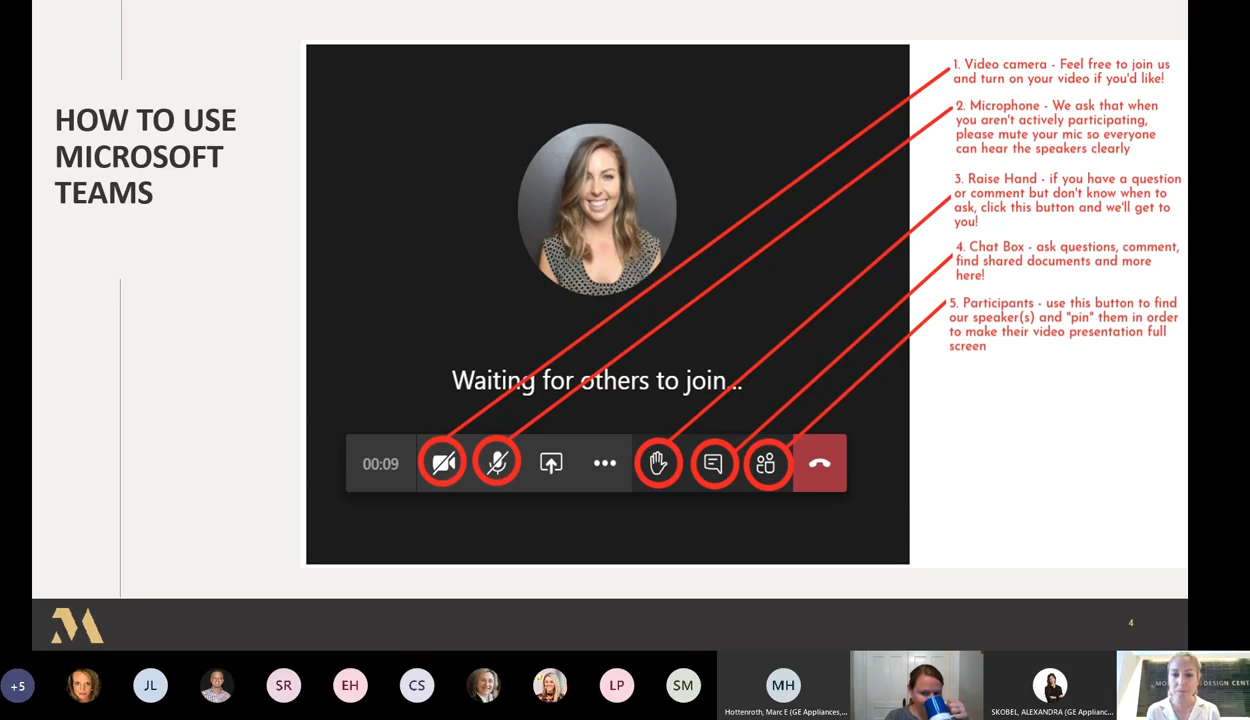 HOW TO USE
MICROSOFT
TEAMS
1. Video camera - Feel free to join us
and turn on your video if you'd like!
2. Microphone - We ask that when
you aren't actively participating,
please mute your mic so everyone
can hear the speakers clearly
3. Raise Hand - if you have a question
or comment but don't know when to
ask, click this button and we'll get to
you!
4. Chat Box - ask questions, comment,
find shared documents and more
here!
5. Participants - use this button to find
our speaker(s) and "pin" them in order
to make their video presentation full
screen
Waiting for others to join...
00:09
4
+5
JL
SR
EH
CS
LP
SM
MH
Hottenroth, Marc E (GE Appliances,...
SKOBEL, ALEXANDRA (GE Applianc...
DESIGN CENT